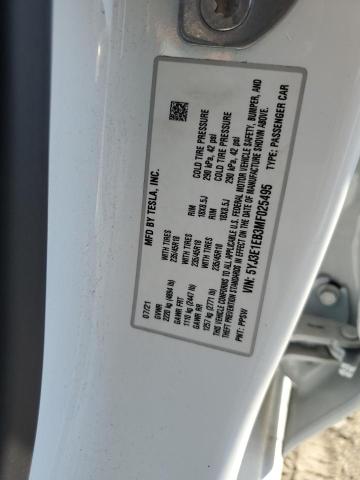 MFD BY TESLA, INC.
07/21
GVWR
2220 kg (4894 lb)
GAWR FRT WITH TIRES RIM COLD TIRE PRESSURE
1110 kg (2447 lb) 235/45R18 18X8.5J 290 kPa, 42 psi
GAWR RR WITH TIRES RIM COLD TIRE PRESSURE
1257 kg (2771 lb) 235/45R18 18X8.5J 290 kPa, 42 psi
THIS VEHICLE CONFORMS TO ALL APPLICABLE U.S. FEDERAL MOTOR VEHICLE SAFETY, BUMPER, AND
THEFT PREVENTION STANDARDS IN EFFECT ON THE DATE OF MANUFACTURE SHOWN ABOVE.
PWT: PPSW VIN: 5YJ3E1EB3MF025495 TYPE: PASSENGER CAR